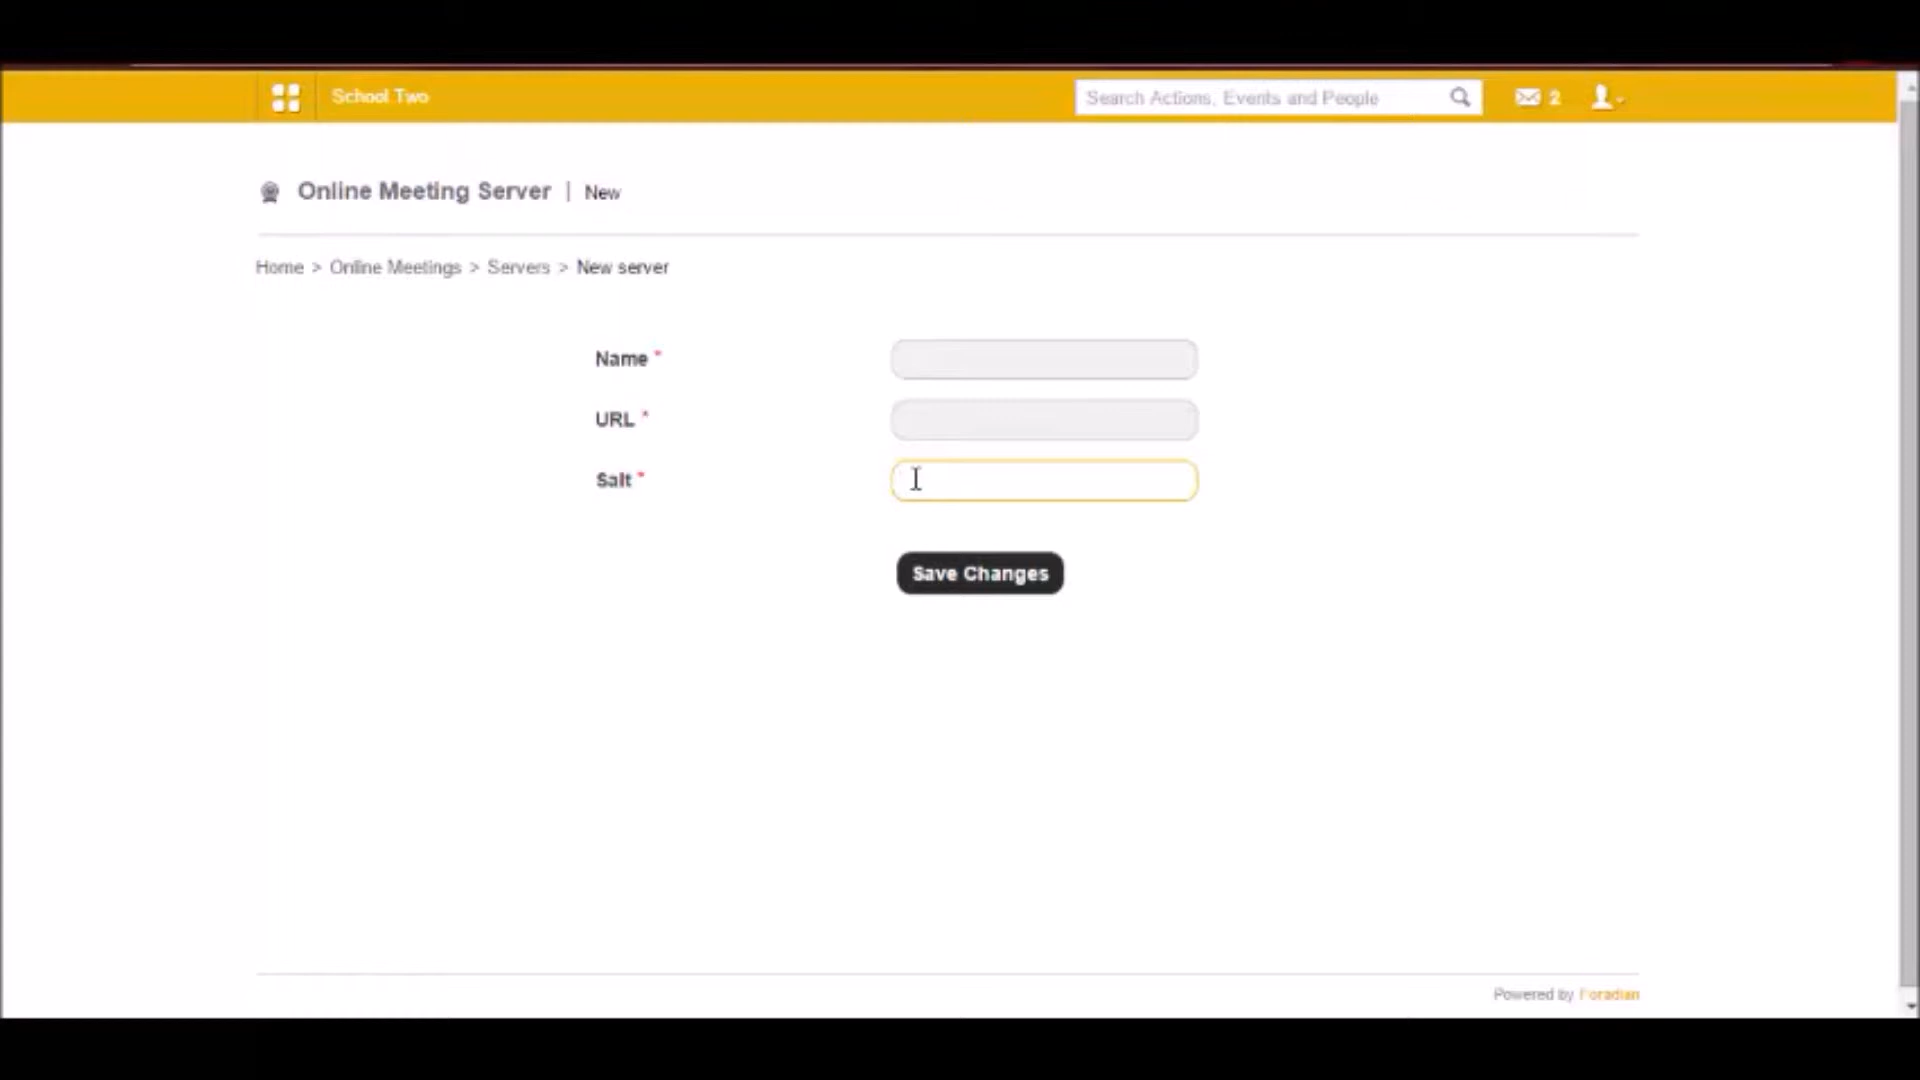 School Two
Search Actions, Events and People
2
Online Meeting Server | New
Home > Online Meetings > Servers > New server
Name *
URL *
Salt *
Save Changes
Powered by Foradian